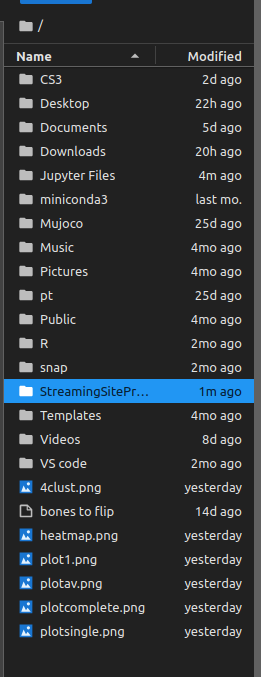 /
Name Modified
CS3 2d ago
Desktop 22h ago
Documents 5d ago
Downloads 20h ago
Jupyter Files 4m ago
miniconda3 last mo.
Mujoco 25d ago
Music 4mo ago
Pictures 4mo ago
pt 25d ago
Public 4mo ago
R 2mo ago
snap 2mo ago
StreamingSitePr... 1m ago
Templates 4mo ago
Videos 8d ago
VS code 2mo ago
4clust.png yesterday
bones to flip 14d ago
heatmap.png yesterday
plot1.png yesterday
plotav.png yesterday
plotcomplete.png yesterday
plotsingle.png yesterday